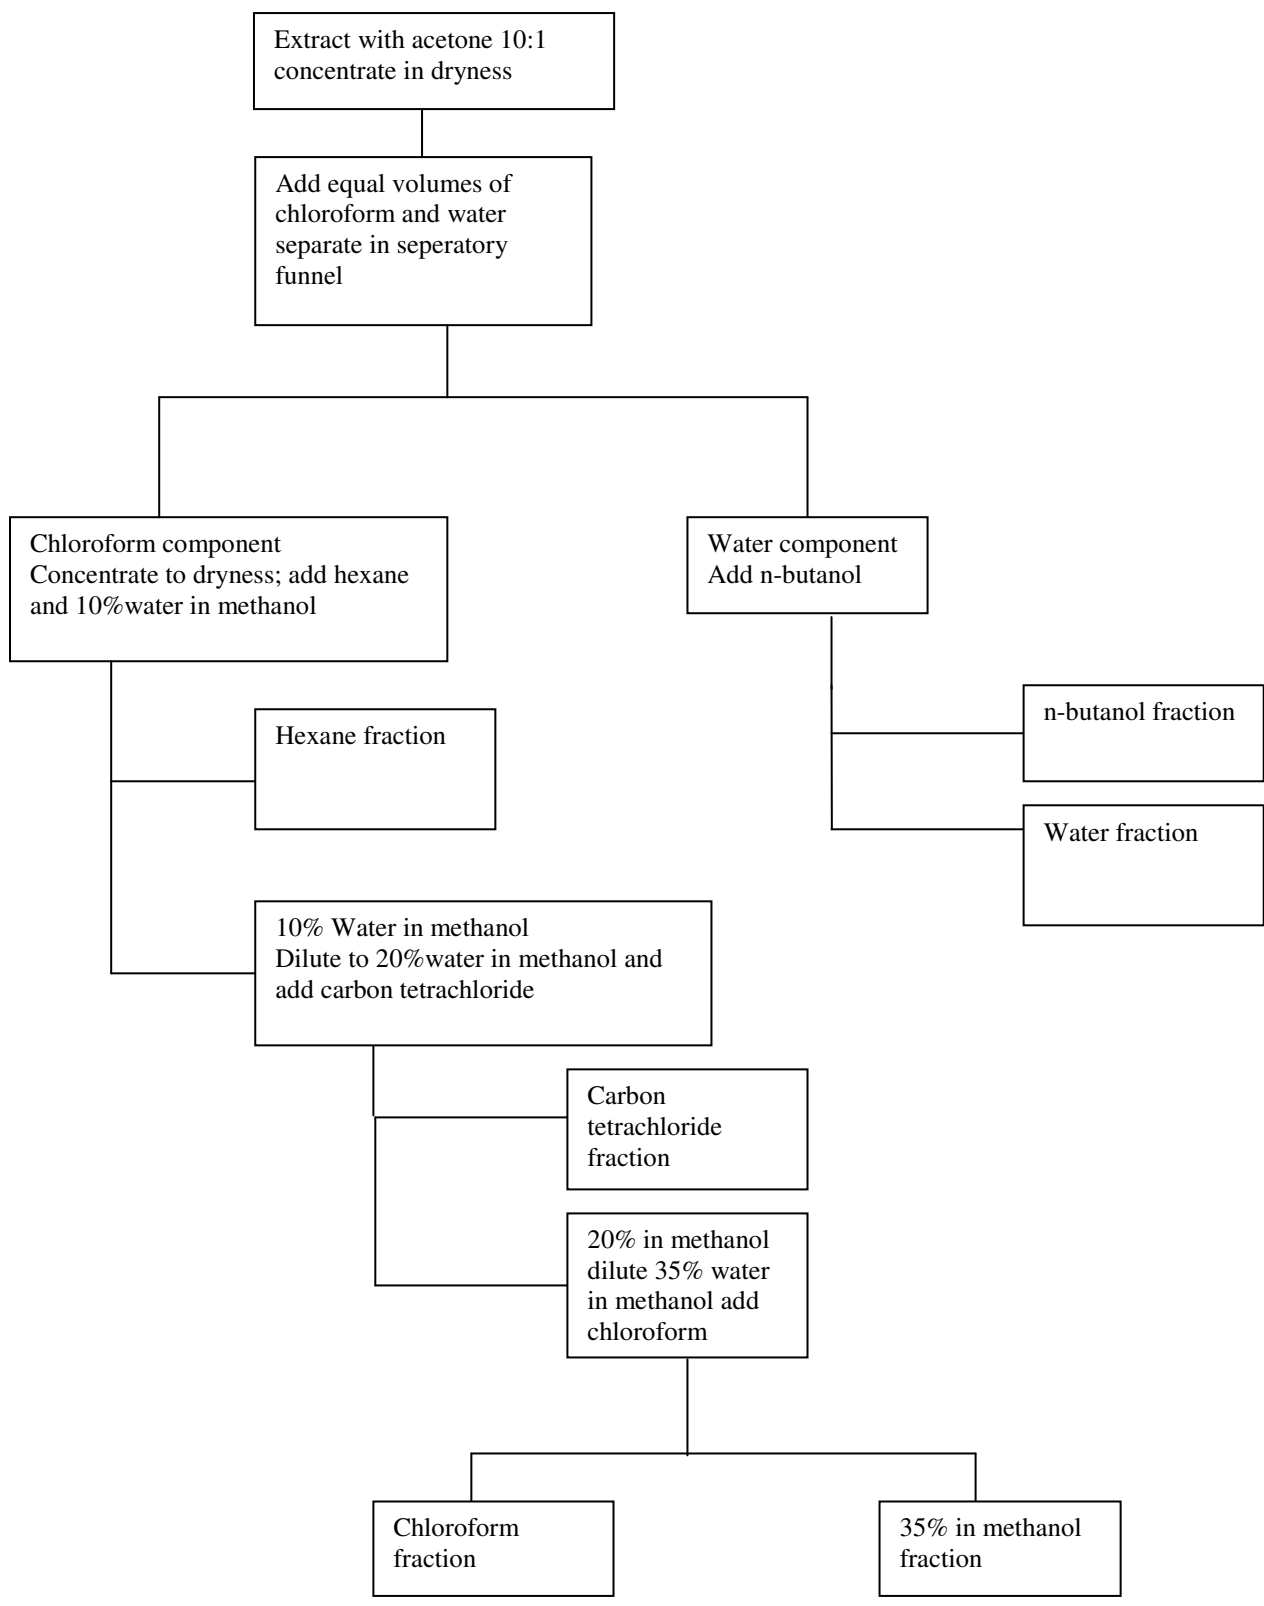 Extract with acetone 10:1
concentrate in dryness
Add equal volumes of
chloroform and water
separate in seperatory
funnel
Chloroform component
Concentrate to dryness; add hexane
and 10%water in methanol
Water component
Add n-butanol
n-butanol fraction
Hexane fraction
Water fraction
10% Water in methanol
Dilute to 20%water in methanol and
add carbon tetrachloride
Carbon
tetrachloride
fraction
20% in methanol
dilute 35% water
in methanol add
chloroform
Chloroform
fraction
35% in methanol
fraction